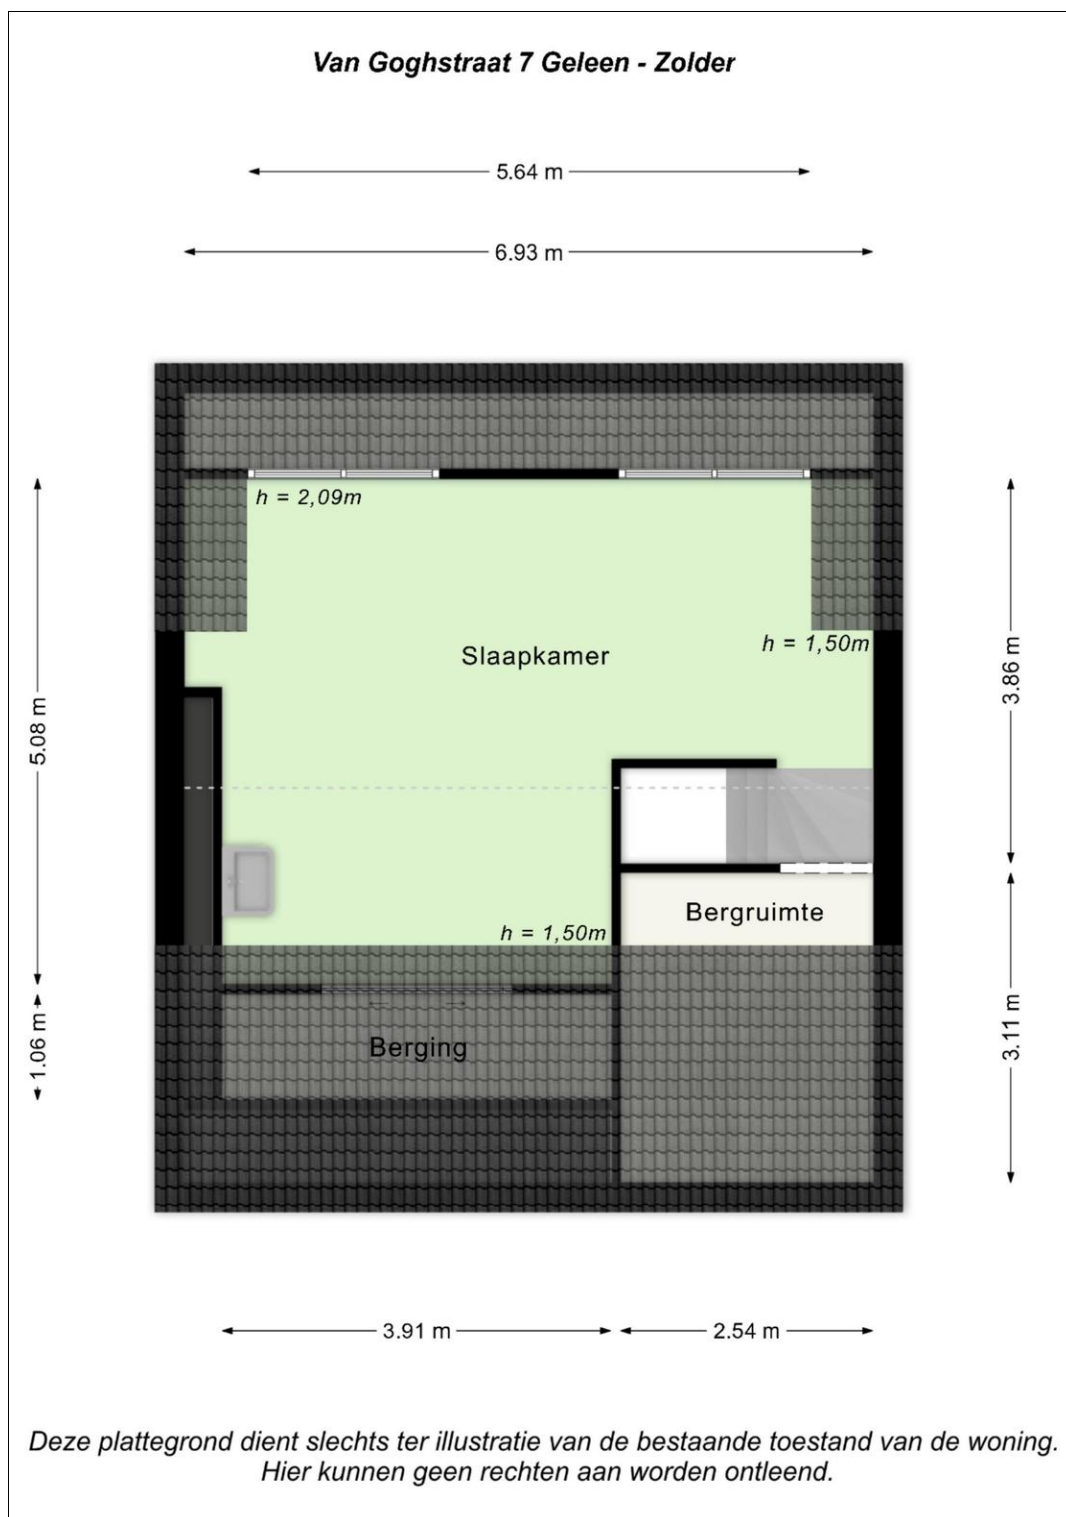 Van Goghstraat 7 Geleen - Zolder
5.64 m
6.93 m
h = 2,09m
h = 1,50m
Slaapkamer
3.86 m
5.08 m
Bergruimte
h = 1,50m
3.11 m
1.06 m
Berging
3.91 m
2.54 m
Deze plattegrond dient slechts ter illustratie van de bestaande toestand van de woning.
Hier kunnen geen rechten aan worden ontleend.